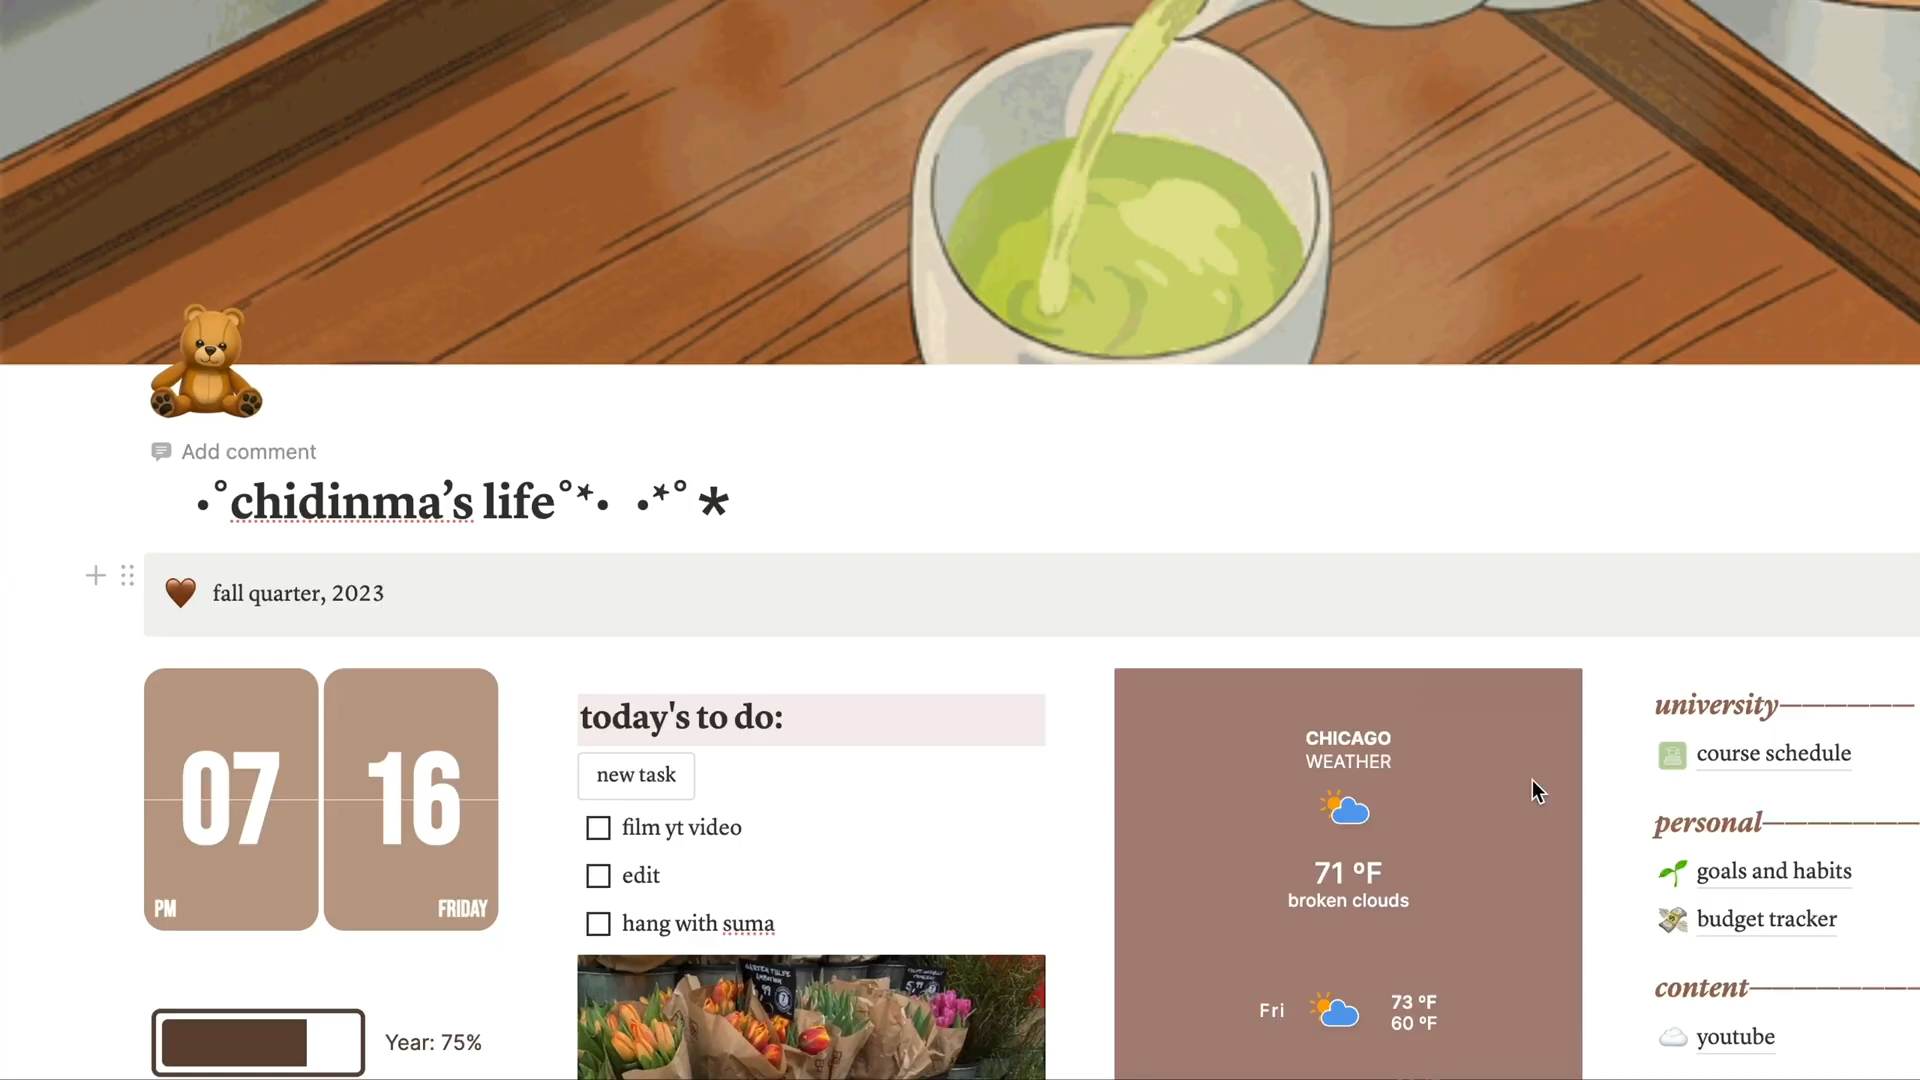 Add comment
•˚chidinma's life˚*• •*˚ *
fall quarter, 2023
07
16
PM
FRIDAY
Year: 75%
today's to do:
new task
film yt video
edit
hang with suma
CHICAGO
WEATHER
71 °F
broken clouds
Fri
73 °F
60 °F
university——————
course schedule
personal———————
goals and habits
budget tracker
content———————
youtube